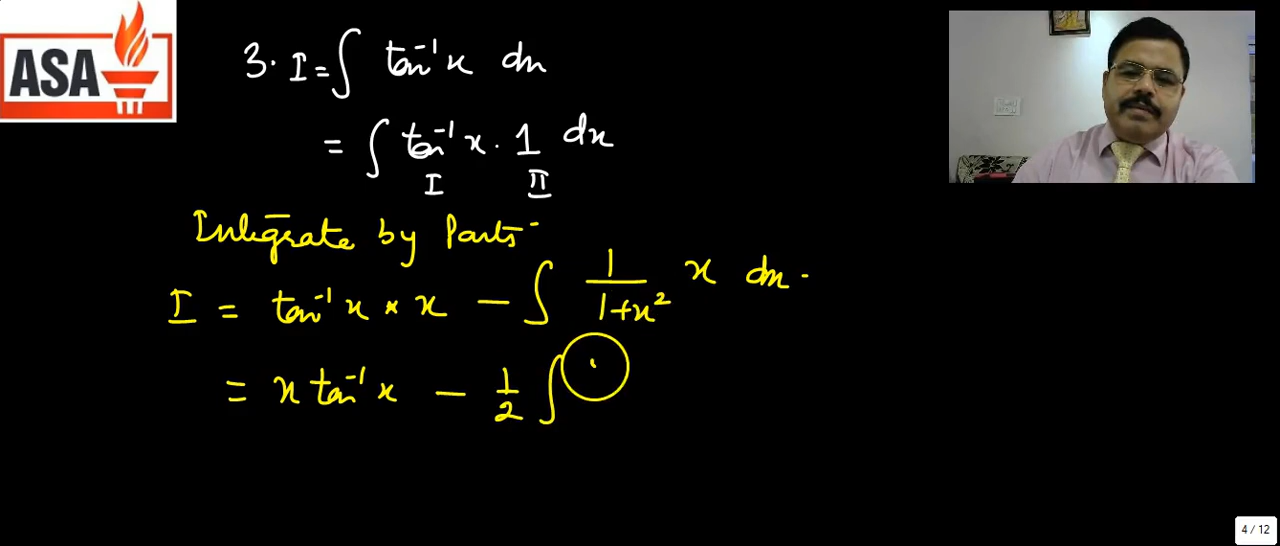 ASA
3. I = ∫ tan⁻¹x dx
= ∫ tan⁻¹x . 1 dx
I II
Integrate by Parts-
I = tan⁻¹x × x − ∫ 1/(1+x²) x dx.
= x tan⁻¹x − 1/2 ∫
4 / 12